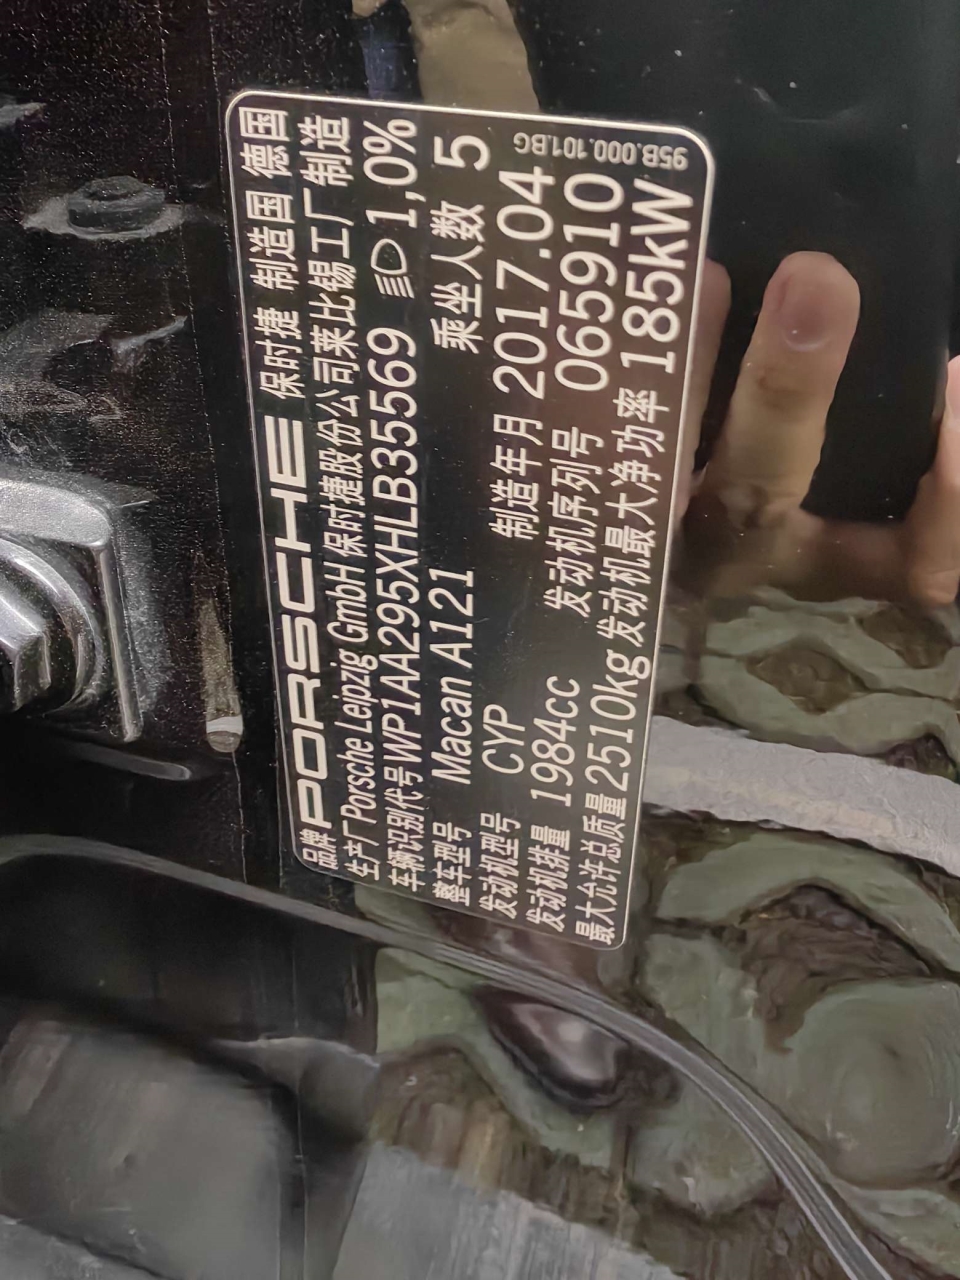 品牌 PORSCHE 保时捷 制造国 德国
生产厂 Porsche Leipzig GmbH 保时捷股份公司莱比锡工厂制造
车辆识别代号 WP1AA295XHLB35569 1,0%
整车型号 Macan A121 乘坐人数 5
发动机型号 CYP 制造年月 2017.04
发动机排量 1984cc 发动机序列号 065910
最大允许总质量 2510kg 发动机最大净功率 185kW
95B.000.101.BG